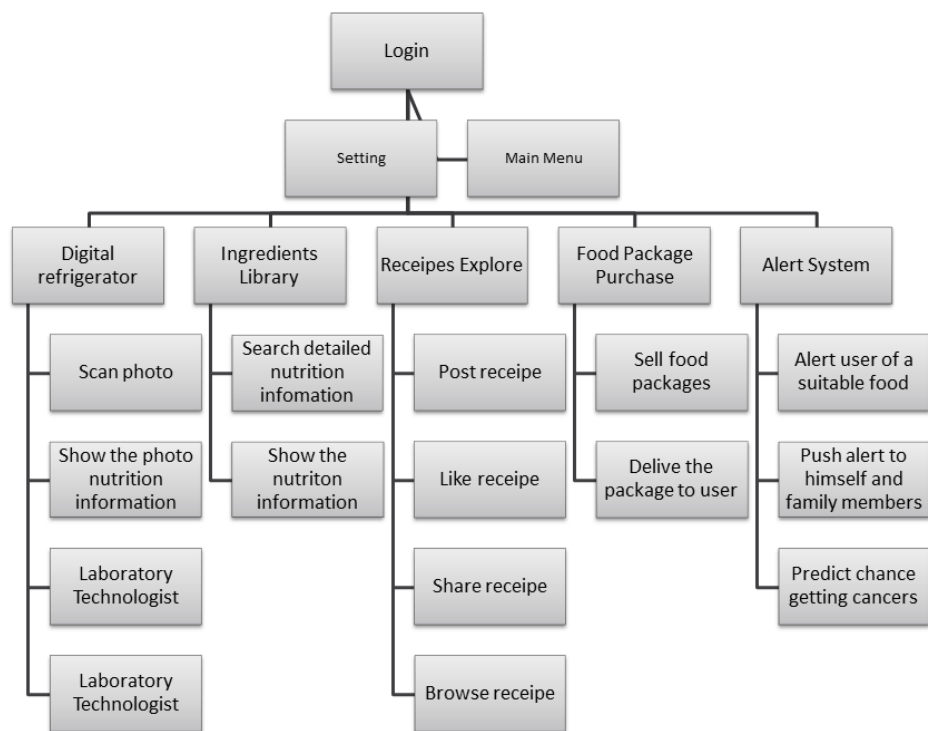 Login
Setting
Main Menu
Digital
refrigerator
Ingredients
Library
Receipes Explore
Food Package
Purchase
Alert System
Scan photo
Show the photo
nutrition
information
Laboratory
Technologist
Laboratory
Technologist
Search detailed
nutrition
infomation
Show the
nutriton
information
Post receipe
Like receipe
Share receipe
Browse receipe
Sell food
packages
Delive the
package to user
Alert user of a
suitable food
Push alert to
himself and
family members
Predict chance
getting cancers